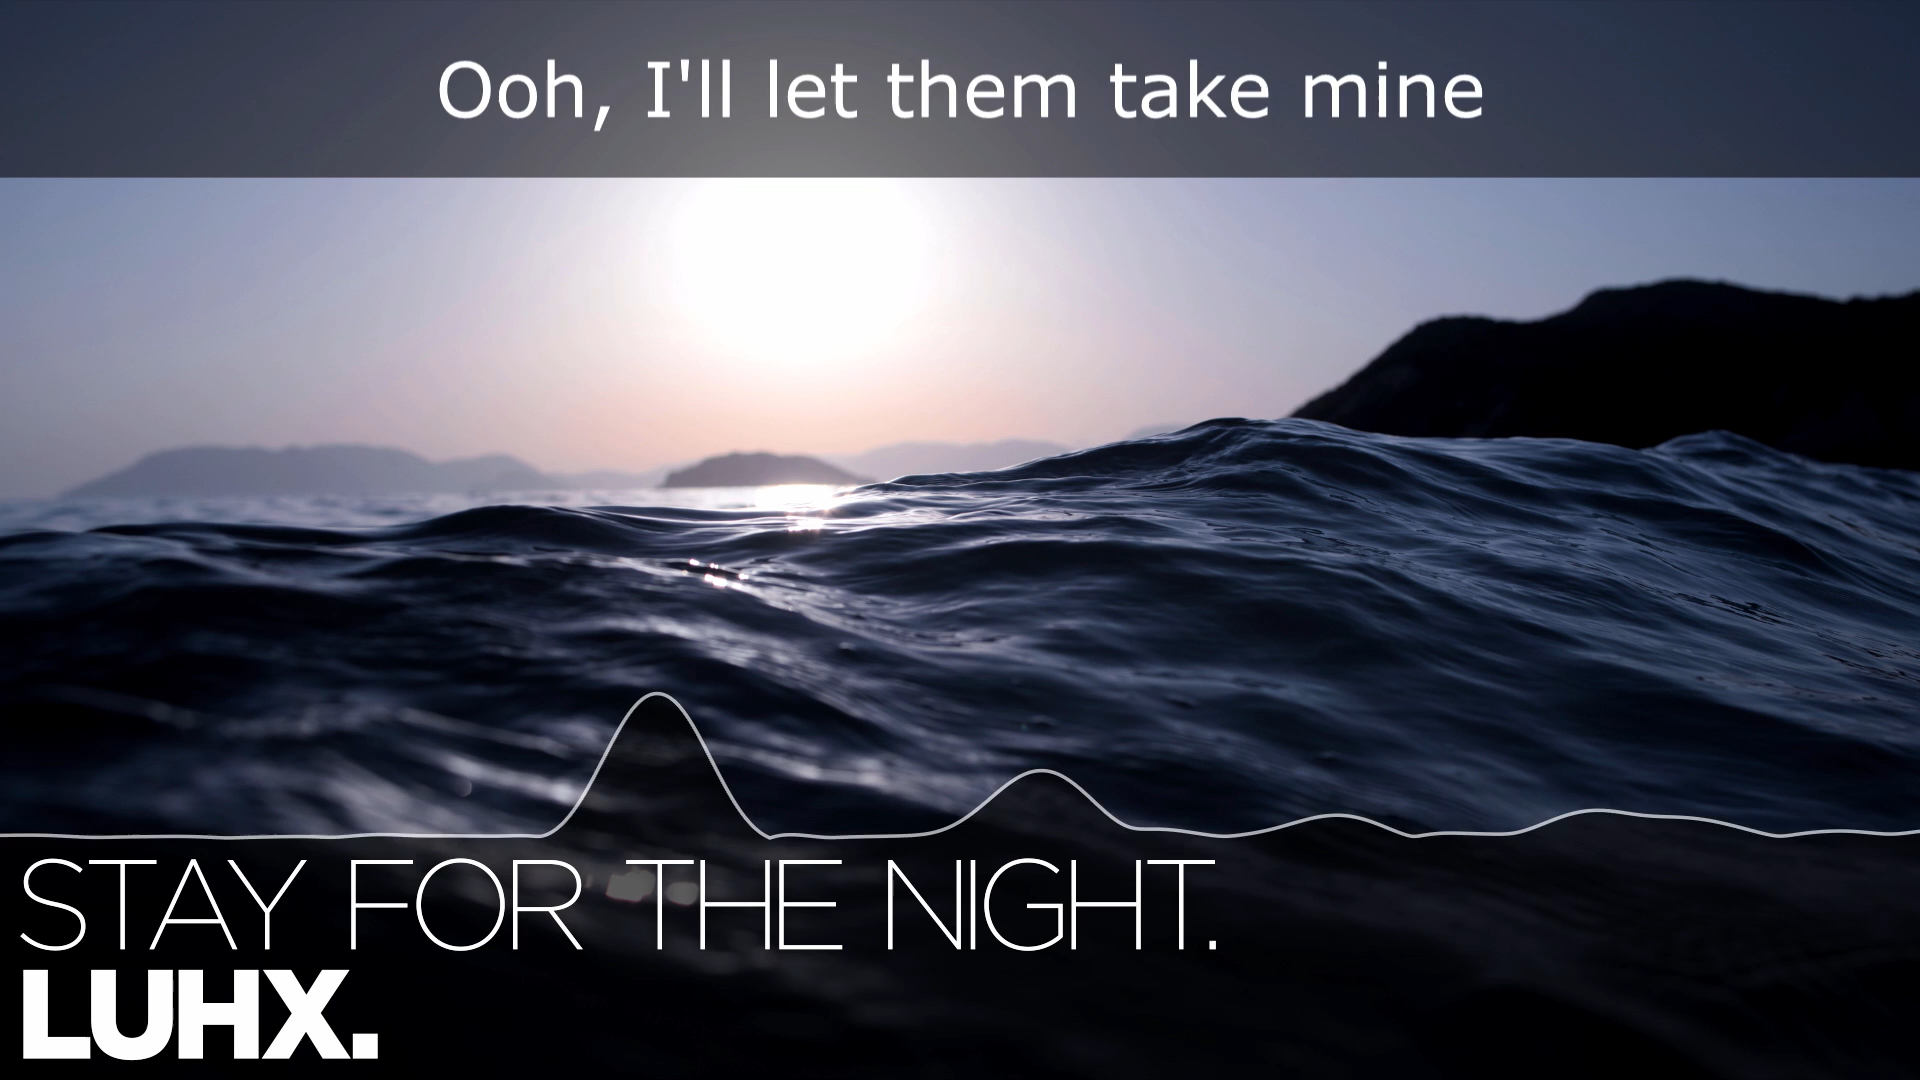 Ooh, I'll let them take mine
STAY FOR THE NIGHT.
LUHX.